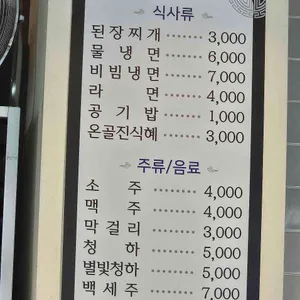 식사류
된장찌개 ········ 3,000
물냉면 ········ 6,000
비빔냉면 ······· 7,000
라면 ········ 4,000
공기밥 ········ 1,000
온골진식혜 ······ 3,000
주류/음료
소주 ········ 4,000
맥주 ········ 4,000
막걸리 ········ 3,000
청하 ········ 5,000
별빛청하 ······· 5,000
백세주 ········ 7,000